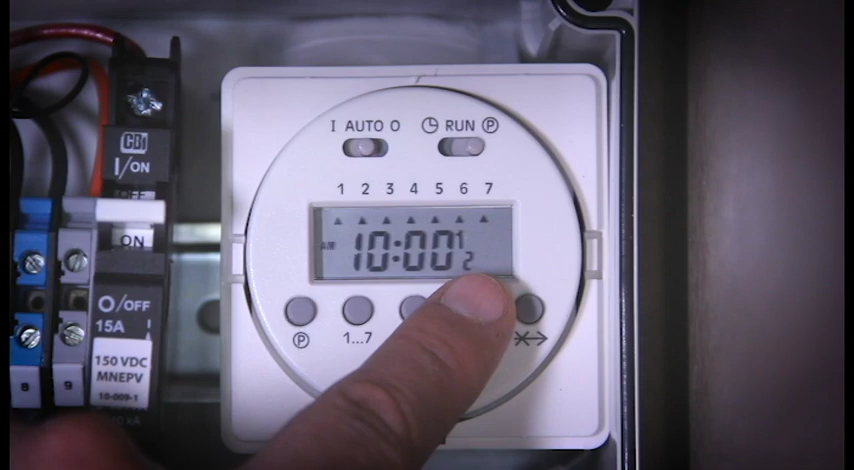 I AUTO O
RUN P
1 2 3 4 5 6 7
AM 10:00 1
2
P
1...7
CBI
I/ON
OFF
ON
O/OFF
15A I
150 VDC
MNEPV
10-009-1
8
9